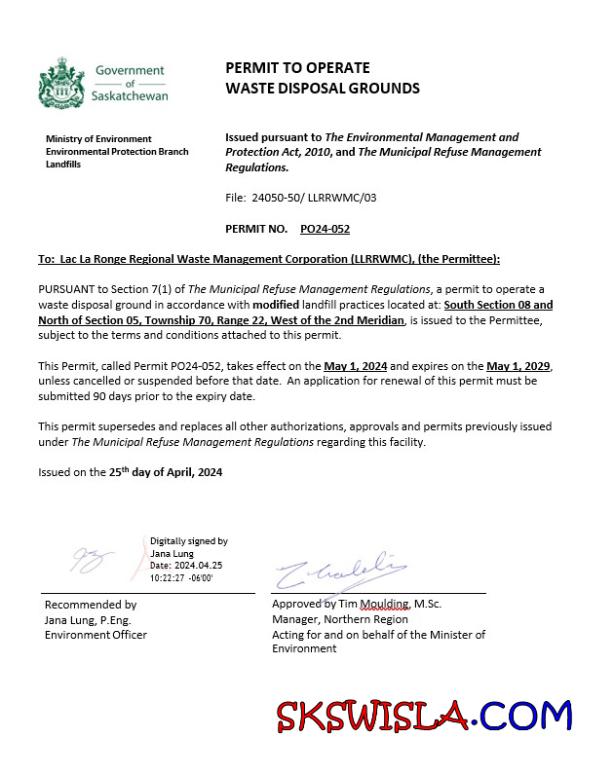 Government
of
Saskatchewan
PERMIT TO OPERATE
WASTE DISPOSAL GROUNDS
Ministry of Environment
Environmental Protection Branch
Landfills
Issued pursuant to The Environmental Management and
Protection Act, 2010, and The Municipal Refuse Management
Regulations.
File: 24050-50/ LLRRWMC/03
PERMIT NO. PO24-052
To: Lac La Ronge Regional Waste Management Corporation (LLRRWMC), (the Permittee):
PURSUANT to Section 7(1) of The Municipal Refuse Management Regulations, a permit to operate a
waste disposal ground in accordance with modified landfill practices located at: South Section 08 and
North of Section 05, Township 70, Range 22, West of the 2nd Meridian, is issued to the Permittee,
subject to the terms and conditions attached to this permit.
This Permit, called Permit PO24-052, takes effect on the May 1, 2024 and expires on the May 1, 2029,
unless cancelled or suspended before that date. An application for renewal of this permit must be
submitted 90 days prior to the expiry date.
This permit supersedes and replaces all other authorizations, approvals and permits previously issued
under The Municipal Refuse Management Regulations regarding this facility.
Issued on the 25th day of April, 2024
Digitally signed by
Jana Lung
Date: 2024.04.25
10:22:27 -06'00'
Recommended by
Jana Lung, P.Eng.
Environment Officer
Approved by Tim Moulding, M.Sc.
Manager, Northern Region
Acting for and on behalf of the Minister of
Environment
SKSWISLA.COM